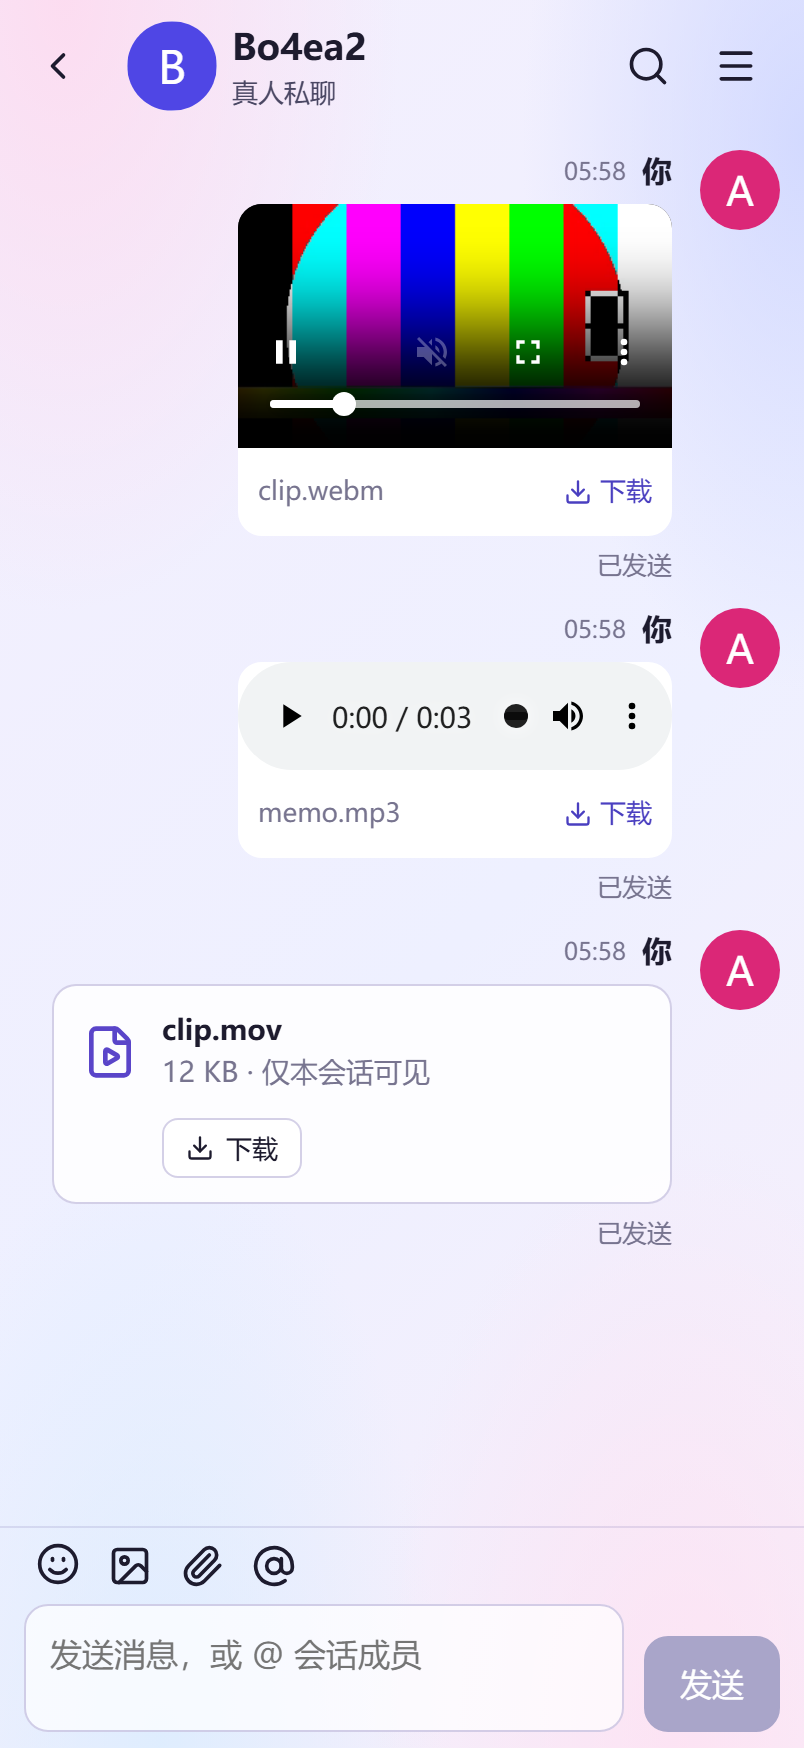 B
Bo4ea2
真人私聊
05:58 你
A
clip.webm
下载
已发送
05:58 你
A
0:00 / 0:03
memo.mp3
下载
已发送
05:58 你
A
clip.mov
12 KB · 仅本会话可见
下载
已发送
发送消息，或 @ 会话成员
发送